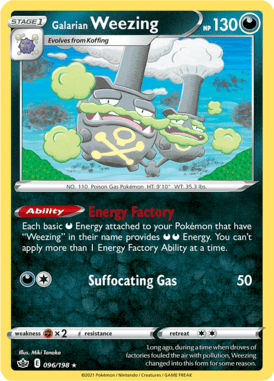 STAGE 1 Galarian Weezing HP 130
Evolves from Koffing
NO. 110 Poison Gas Pokémon HT. 9'10" WT. 35.3 lbs.
Ability Energy Factory
Each basic Energy attached to your Pokémon that have
"Weezing" in their name provides Energy. You can't
apply more than 1 Energy Factory Ability at a time.
Suffocating Gas 50
weakness ×2 resistance retreat
Illus. Miki Tanaka
Long ago, during a time when droves of
factories fouled the air with pollution, Weezing
changed into this form for some reason.
096/198 ★
©2021 Pokémon / Nintendo / Creatures / GAME FREAK